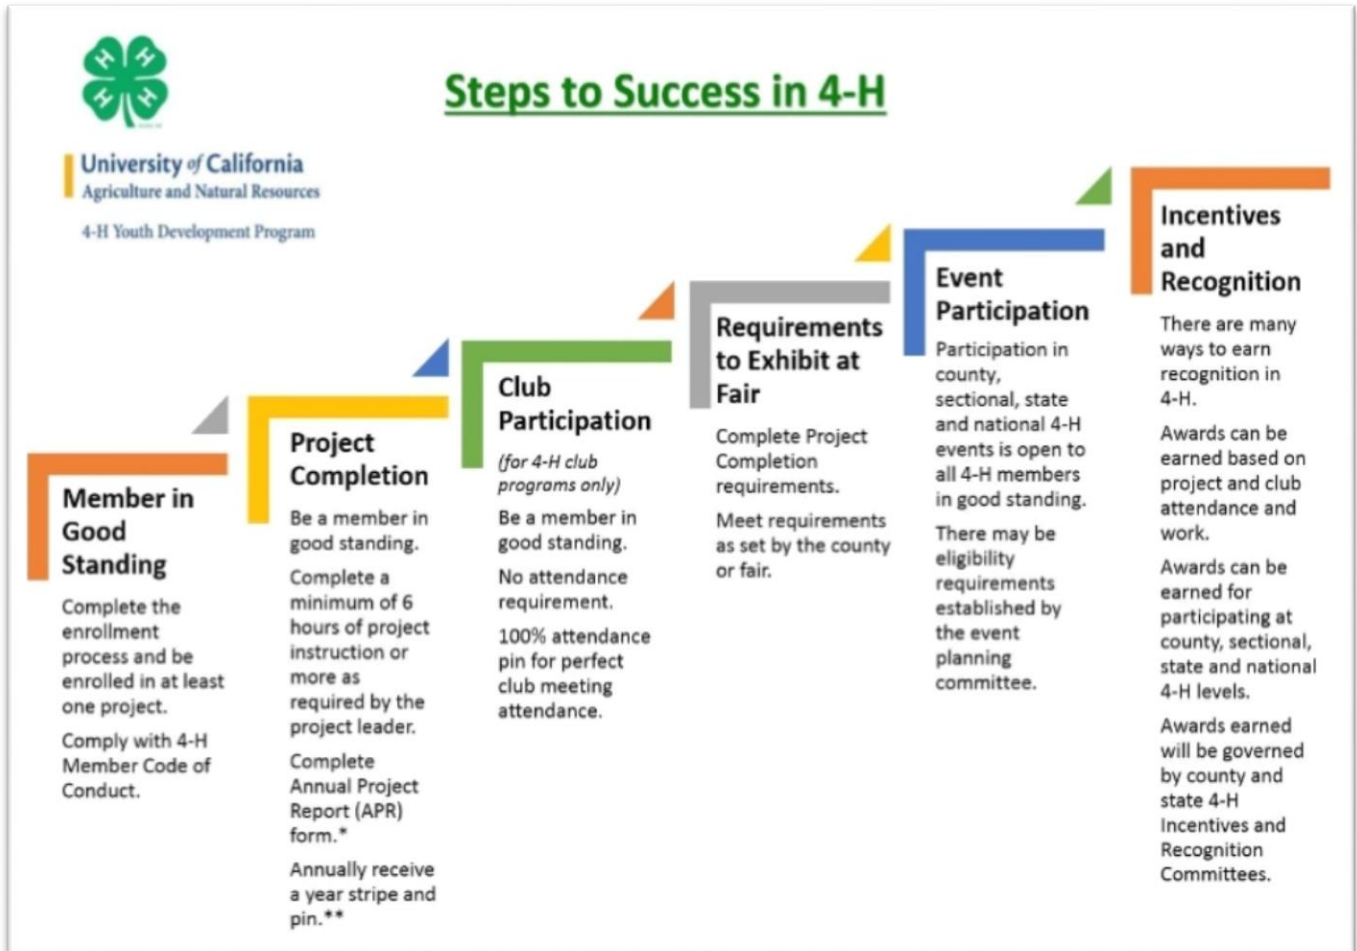 H H
H H
Steps to Success in 4-H
University of California
Agriculture and Natural Resources
4-H Youth Development Program
Member in
Good
Standing
Complete the
enrollment
process and be
enrolled in at least
one project.
Comply with 4-H
Member Code of
Conduct.
Project
Completion
Be a member in
good standing.
Complete a
minimum of 6
hours of project
instruction or
more as
required by the
project leader.
Complete
Annual Project
Report (APR)
form.*
Annually receive
a year stripe and
pin.**
Club
Participation
(for 4-H club
programs only)
Be a member in
good standing.
No attendance
requirement.
100% attendance
pin for perfect
club meeting
attendance.
Requirements
to Exhibit at
Fair
Complete Project
Completion
requirements.
Meet requirements
as set by the county
or fair.
Event
Participation
Participation in
county,
sectional, state
and national 4-H
events is open to
all 4-H members
in good standing.
There may be
eligibility
requirements
established by
the event
planning
committee.
Incentives
and
Recognition
There are many
ways to earn
recognition in
4-H.
Awards can be
earned based on
project and club
attendance and
work.
Awards can be
earned for
participating at
county, sectional,
state and national
4-H levels.
Awards earned
will be governed
by county and
state 4-H
Incentives and
Recognition
Committees.